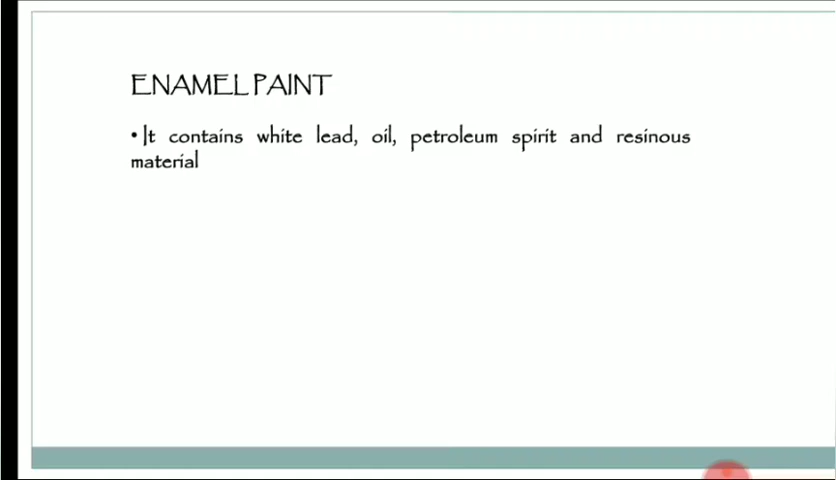 ENAMEL PAINT
• It contains white lead, oil, petroleum spirit and resinous
material